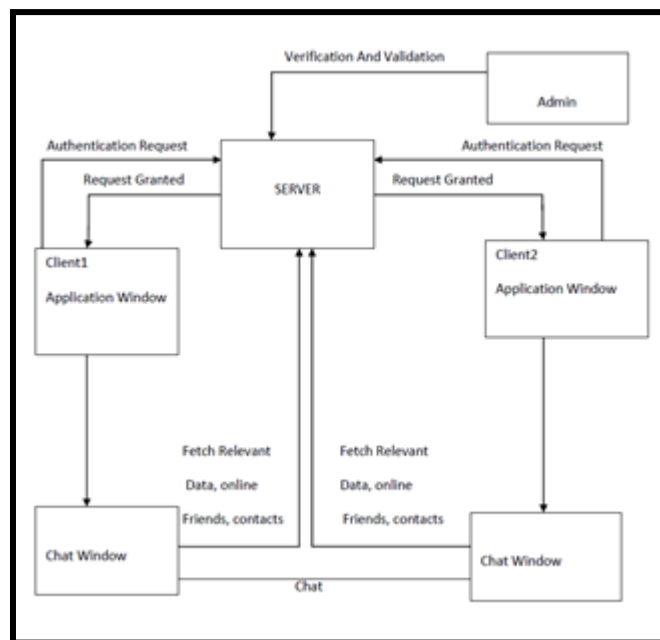 Verification And Validation
Admin
Authentication Request
Authentication Request
Request Granted
SERVER
Request Granted
Client1
Application Window
Client2
Application Window
Fetch Relevant
Data, online
Friends, contacts
Fetch Relevant
Data, online
Friends, contacts
Chat Window
Chat
Chat Window